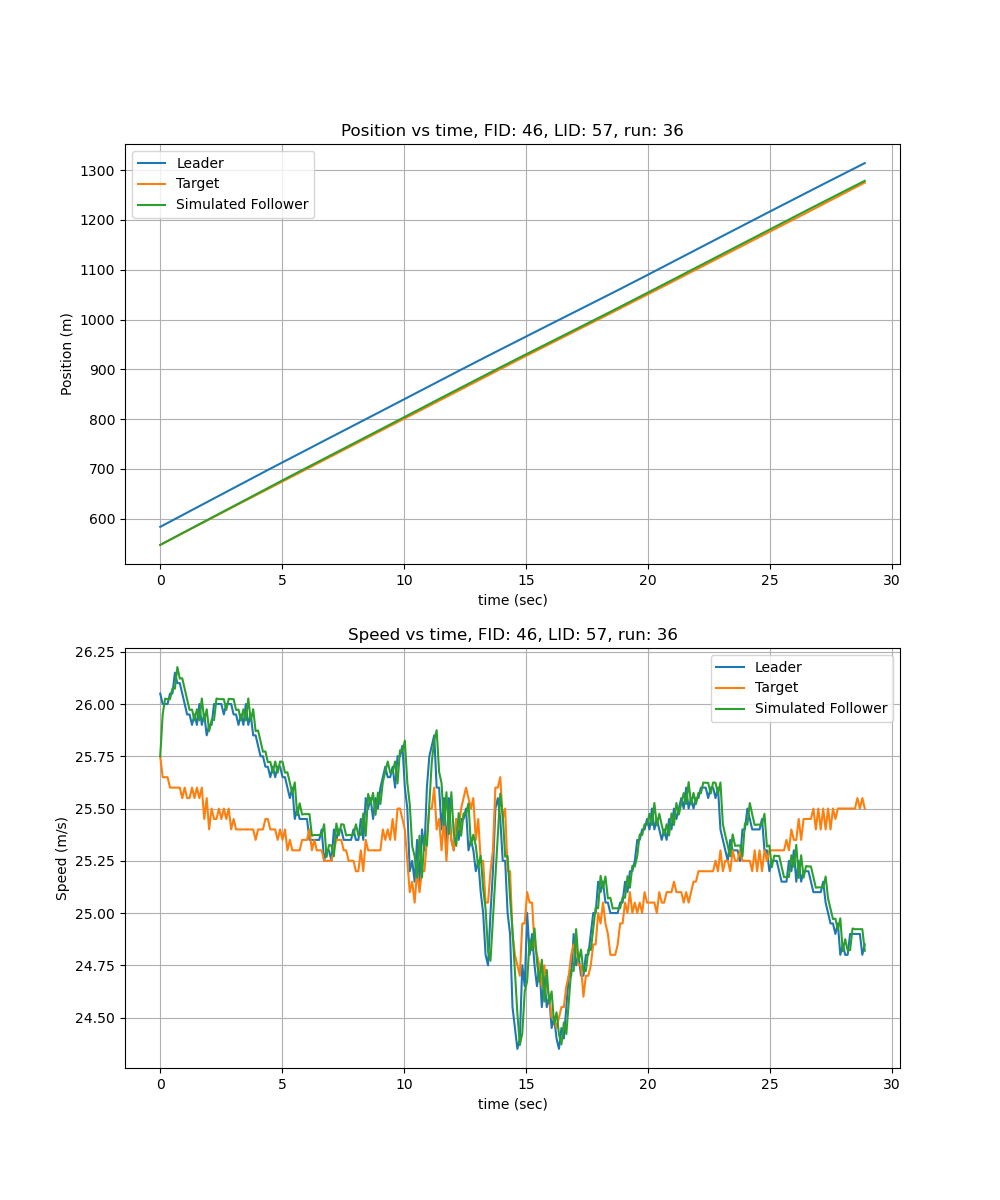 Position vs time, FID: 46, LID: 57, run: 36
Leader
Target
Simulated Follower
1300
1200
1100
1000
900
800
700
600
Position (m)
0 5 10 15 20 25 30
time (sec)
Speed vs time, FID: 46, LID: 57, run: 36
Leader
Target
Simulated Follower
26.25
26.00
25.75
25.50
25.25
25.00
24.75
24.50
Speed (m/s)
0 5 10 15 20 25 30
time (sec)